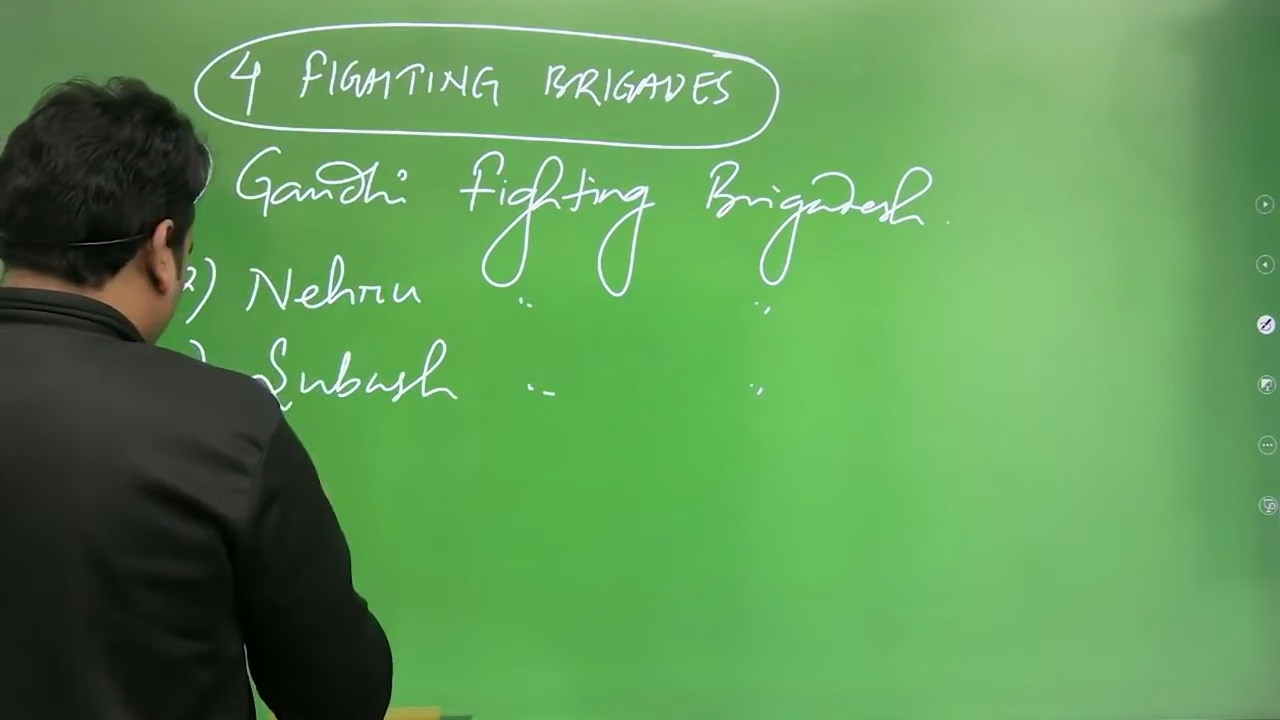 4 FIGHTING BRIGADES
) Gandhi Fighting Brigadesh.
2) Nehru " "
) Subash " "